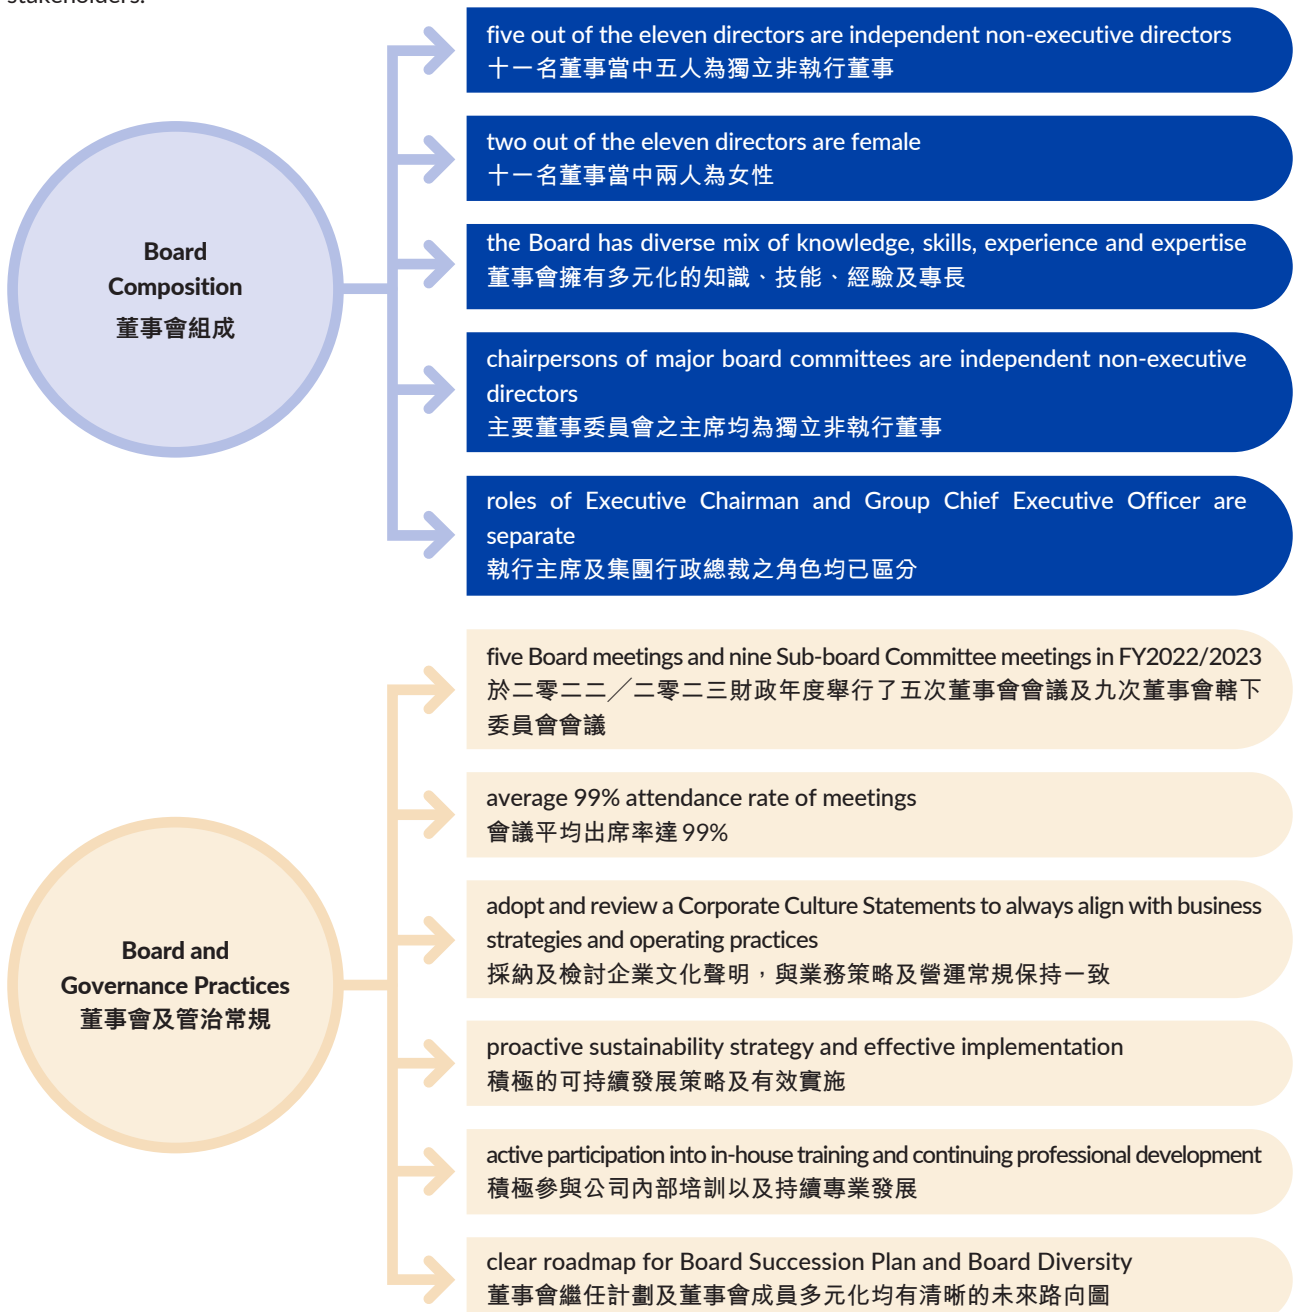 stakeholders.
five out of the eleven directors are independent non-executive directors
十一名董事當中五人為獨立非執行董事
two out of the eleven directors are female
十一名董事當中兩人為女性
Board
Composition
董事會組成
the Board has diverse mix of knowledge, skills, experience and expertise
董事會擁有多元化的知識、技能、經驗及專長
chairpersons of major board committees are independent non-executive
directors
主要董事委員會之主席均為獨立非執行董事
roles of Executive Chairman and Group Chief Executive Officer are
separate
執行主席及集團行政總裁之角色均已區分
five Board meetings and nine Sub-board Committee meetings in FY2022/2023
於二零二二╱二零二三財政年度舉行了五次董事會會議及九次董事會轄下
委員會會議
average 99% attendance rate of meetings
會議平均出席率達99%
adopt and review a Corporate Culture Statements to always align with business
strategies and operating practices
採納及檢討企業文化聲明，與業務策略及營運常規保持一致
Board and
Governance Practices
董事會及管治常規
proactive sustainability strategy and effective implementation
積極的可持續發展策略及有效實施
active participation into in-house training and continuing professional development
積極參與公司內部培訓以及持續專業發展
clear roadmap for Board Succession Plan and Board Diversity
董事會繼任計劃及董事會成員多元化均有清晰的未來路向圖